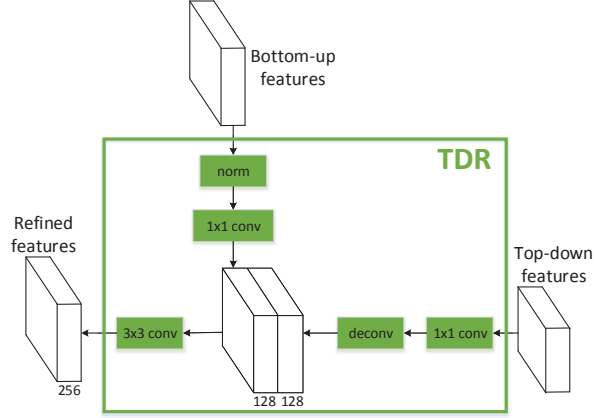 Bottom-up
features
TDR
norm
1x1 conv
Refined
features
Top-down
features
3x3 conv
deconv
1x1 conv
256
128 128